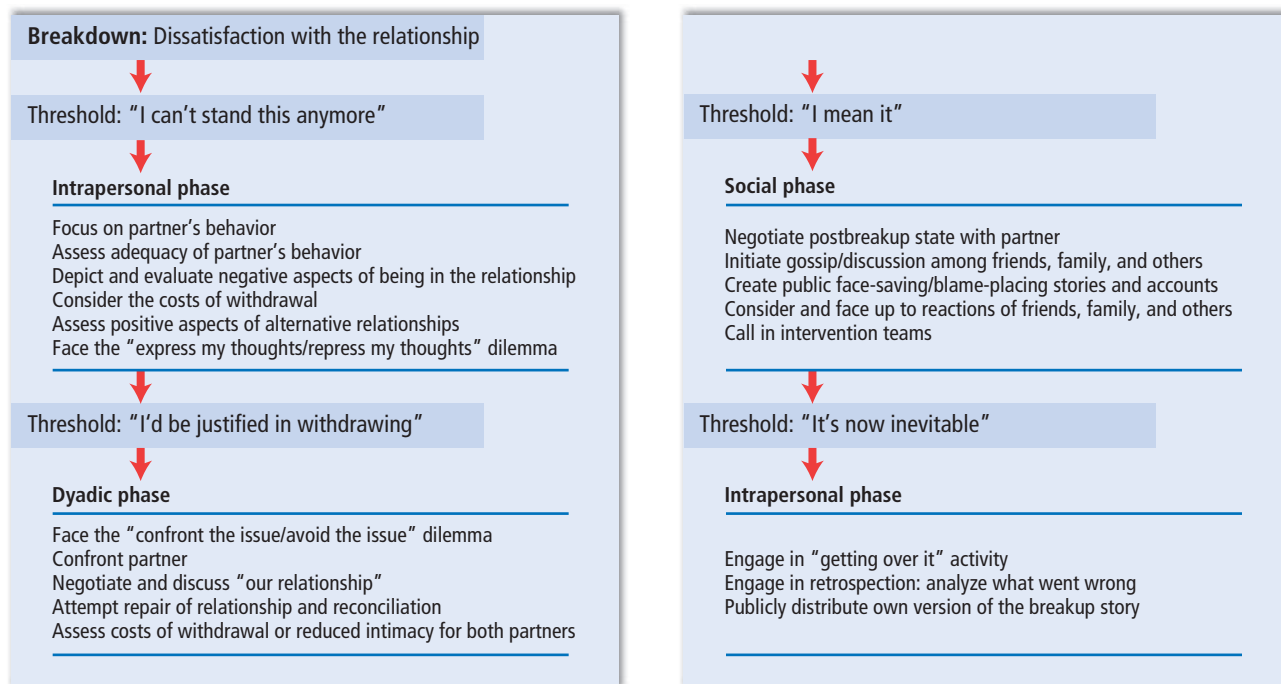 Breakdown: Dissatisfaction with the relationship
Threshold: “I can’t stand this anymore”
Intrapersonal phase
Focus on partner’s behavior
Assess adequacy of partner’s behavior
Depict and evaluate negative aspects of being in the relationship
Consider the costs of withdrawal
Assess positive aspects of alternative relationships
Face the “express my thoughts/repress my thoughts” dilemma
Threshold: “I’d be justified in withdrawing”
Dyadic phase
Face the “confront the issue/avoid the issue” dilemma
Confront partner
Negotiate and discuss “our relationship”
Attempt repair of relationship and reconciliation
Assess costs of withdrawal or reduced intimacy for both partners
Threshold: “I mean it”
Social phase
Negotiate postbreakup state with partner
Initiate gossip/discussion among friends, family, and others
Create public face-saving/blame-placing stories and accounts
Consider and face up to reactions of friends, family, and others
Call in intervention teams
Threshold: “It’s now inevitable”
Intrapersonal phase
Engage in “getting over it” activity
Engage in retrospection: analyze what went wrong
Publicly distribute own version of the breakup story